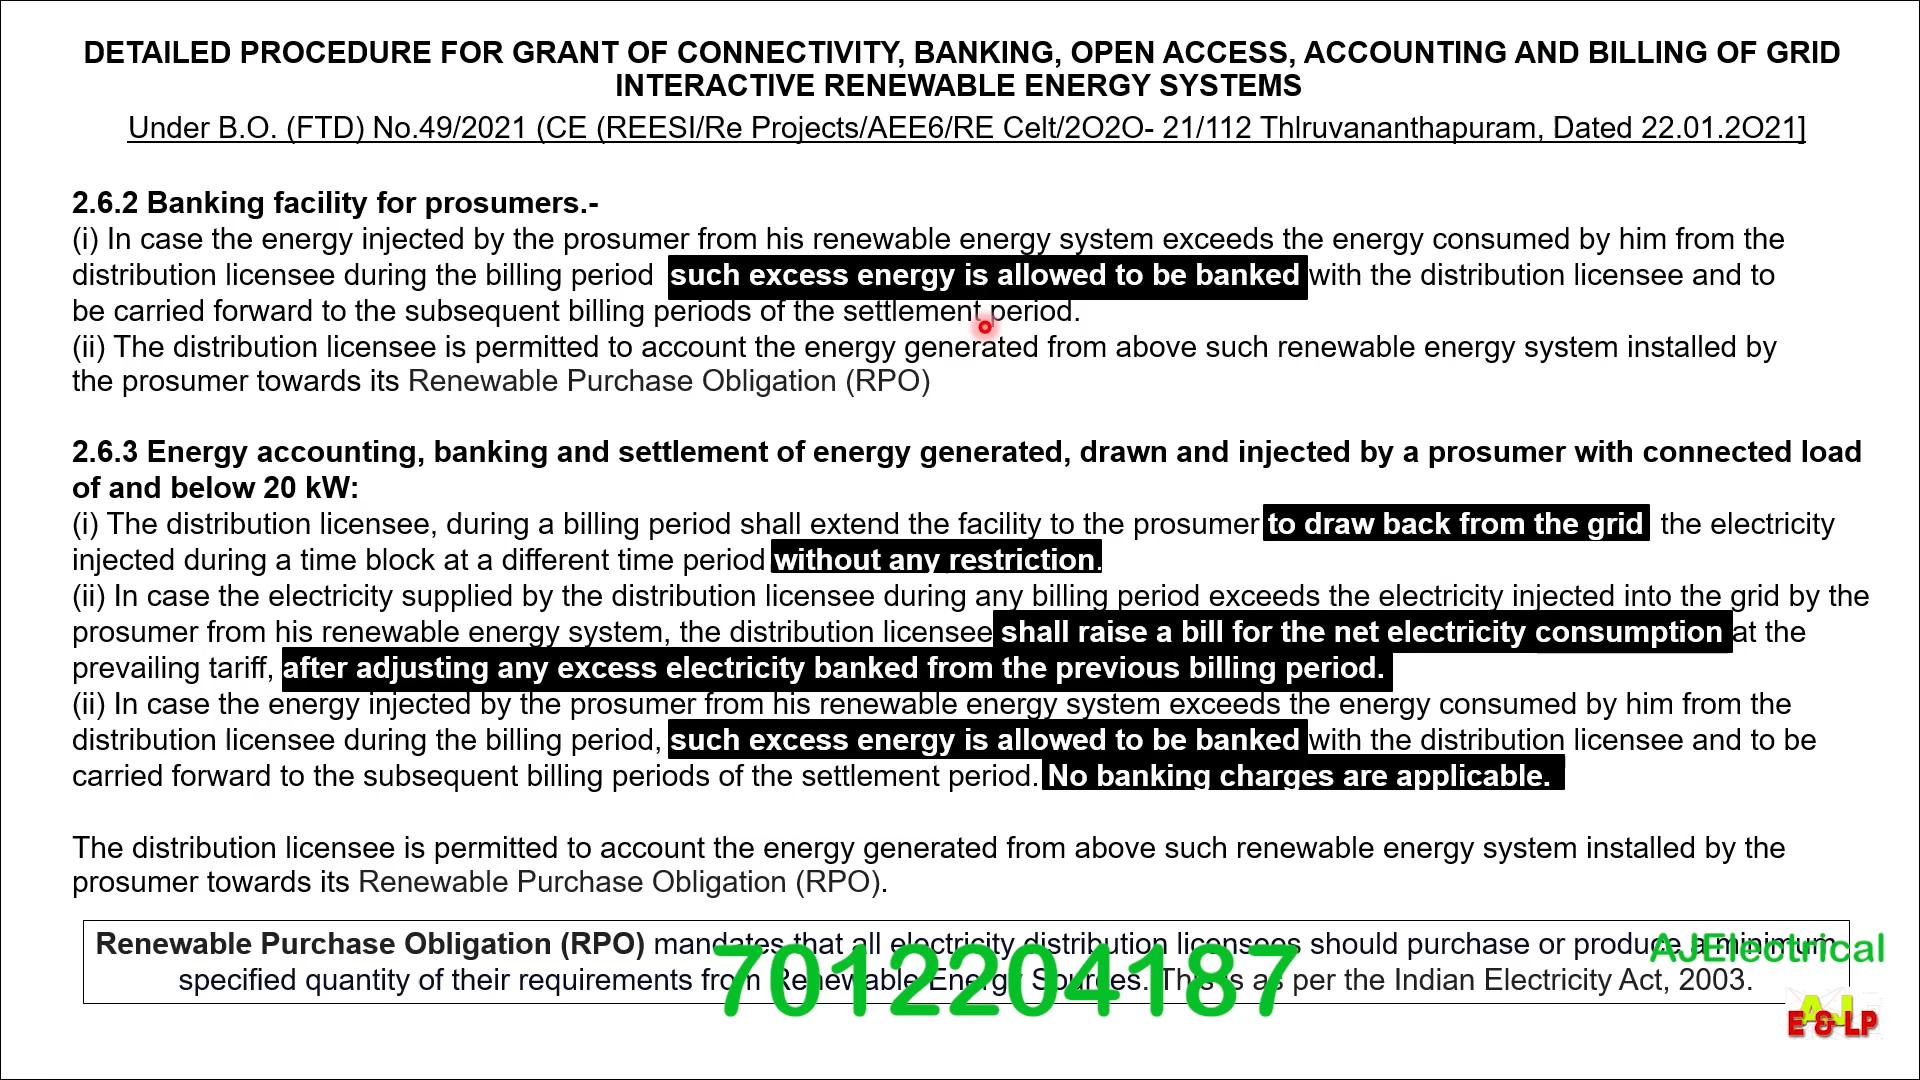 DETAILED PROCEDURE FOR GRANT OF CONNECTIVITY, BANKING, OPEN ACCESS, ACCOUNTING AND BILLING OF GRID
INTERACTIVE RENEWABLE ENERGY SYSTEMS
Under B.O. (FTD) No.49/2021 (CE (REESI/Re Projects/AEE6/RE Celt/2O2O- 21/112 Thlruvananthapuram, Dated 22.01.2O21]
2.6.2 Banking facility for prosumers.-
(i) In case the energy injected by the prosumer from his renewable energy system exceeds the energy consumed by him from the
distribution licensee during the billing period such excess energy is allowed to be banked with the distribution licensee and to
be carried forward to the subsequent billing periods of the settlement period.
(ii) The distribution licensee is permitted to account the energy generated from above such renewable energy system installed by
the prosumer towards its Renewable Purchase Obligation (RPO)
2.6.3 Energy accounting, banking and settlement of energy generated, drawn and injected by a prosumer with connected load
of and below 20 kW:
(i) The distribution licensee, during a billing period shall extend the facility to the prosumer to draw back from the grid the electricity
injected during a time block at a different time period without any restriction.
(ii) In case the electricity supplied by the distribution licensee during any billing period exceeds the electricity injected into the grid by the
prosumer from his renewable energy system, the distribution licensee shall raise a bill for the net electricity consumption at the
prevailing tariff, after adjusting any excess electricity banked from the previous billing period.
(ii) In case the energy injected by the prosumer from his renewable energy system exceeds the energy consumed by him from the
distribution licensee during the billing period, such excess energy is allowed to be banked with the distribution licensee and to be
carried forward to the subsequent billing periods of the settlement period. No banking charges are applicable.
The distribution licensee is permitted to account the energy generated from above such renewable energy system installed by the
prosumer towards its Renewable Purchase Obligation (RPO).
Renewable Purchase Obligation (RPO) mandates that all electricity distribution licensees should purchase or produce a minimum
specified quantity of their requirements from Renewable Energy Sources. This is as per the Indian Electricity Act, 2003.
7012204187
AJElectrical
AJ
E & LP